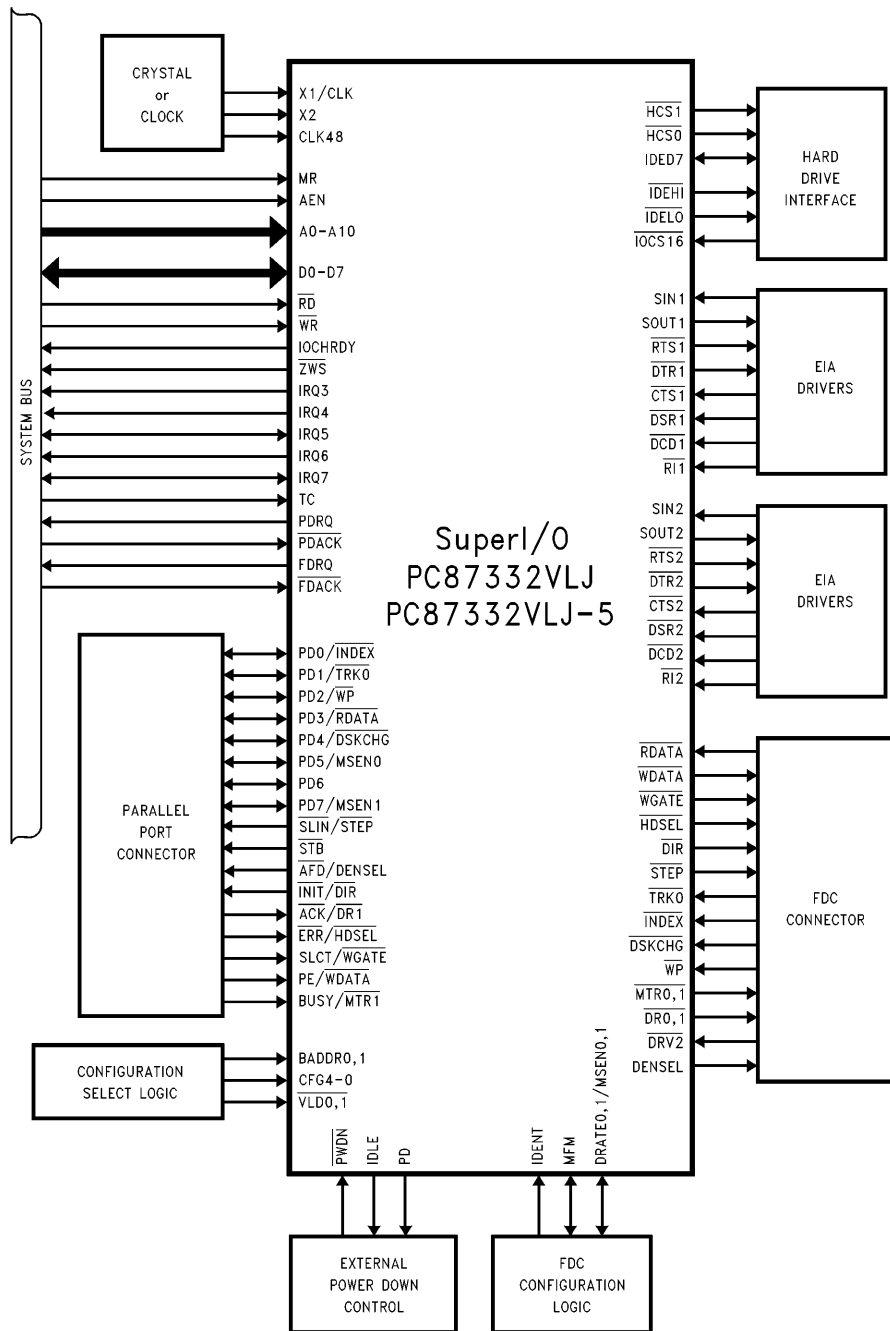 SYSTEM BUS
CRYSTAL
or
CLOCK
X1/CLK
X2
CLK48
MR
AEN
A0-A10
D0-D7
RD
WR
IOCHRDY
ZWS
IRQ3
IRQ4
IRQ5
IRQ6
IRQ7
TC
PDRQ
PDACK
FDRQ
FDACK
SuperI/O
PC87332VLJ
PC87332VLJ-5
HCS1
HCS0
IDED7
IDEHI
IDELO
IOCS16
HARD
DRIVE
INTERFACE
SIN1
SOUT1
RTS1
DTR1
CTS1
DSR1
DCD1
RI1
EIA
DRIVERS
SIN2
SOUT2
RTS2
DTR2
CTS2
DSR2
DCD2
RI2
EIA
DRIVERS
PARALLEL
PORT
CONNECTOR
PD0/INDEX
PD1/TRK0
PD2/WP
PD3/RDATA
PD4/DSKCHG
PD5/MSEN0
PD6
PD7/MSEN1
SLIN/STEP
STB
AFD/DENSEL
INIT/DIR
ACK/DR1
ERR/HDSEL
SLCT/WGATE
PE/WDATA
BUSY/MTR1
RDATA
WDATA
WGATE
HDSEL
DIR
STEP
TRK0
INDEX
DSKCHG
WP
MTR0,1
DR0,1
DRV2
DENSEL
FDC
CONNECTOR
CONFIGURATION
SELECT LOGIC
BADDR0,1
CFG4-0
VLD0,1
PWDN
IDLE
PD
IDENT
MFM
DRATE0,1/MSEN0,1
EXTERNAL
POWER DOWN
CONTROL
FDC
CONFIGURATION
LOGIC